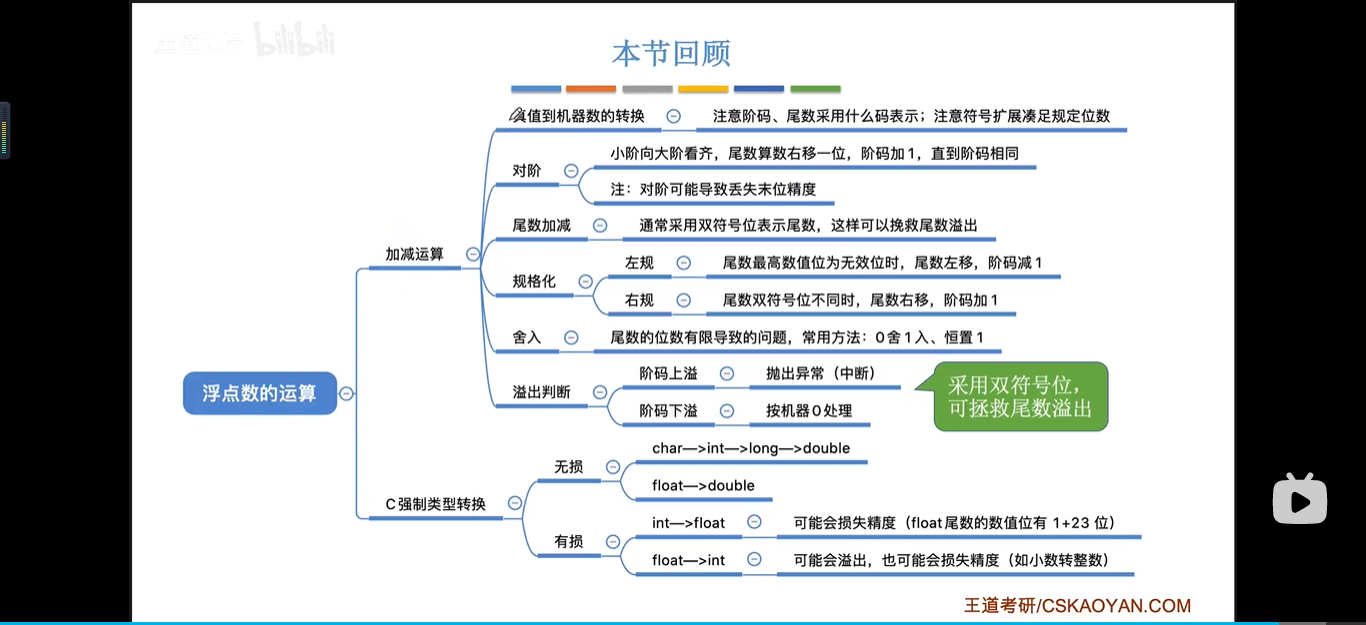 bilibili
本节回顾
真值到机器数的转换
注意阶码、尾数采用什么码表示；注意符号扩展凑足规定位数
对阶
小阶向大阶看齐，尾数算数右移一位，阶码加1，直到阶码相同
注：对阶可能导致丢失末位精度
尾数加减
通常采用双符号位表示尾数，这样可以挽救尾数溢出
加减运算
规格化
左规
尾数最高数值位为无效位时，尾数左移，阶码减1
右规
尾数双符号位不同时，尾数右移，阶码加1
舍入
尾数的位数有限导致的问题，常用方法：0舍1入、恒置1
溢出判断
阶码上溢
抛出异常（中断）
阶码下溢
按机器0处理
采用双符号位，
可拯救尾数溢出
浮点数的运算
C强制类型转换
无损
char—>int—>long—>double
float—>double
有损
int—>float
可能会损失精度（float尾数的数值位有 1+23 位）
float—>int
可能会溢出，也可能会损失精度（如小数转整数）
王道考研/CSKAOYAN.COM